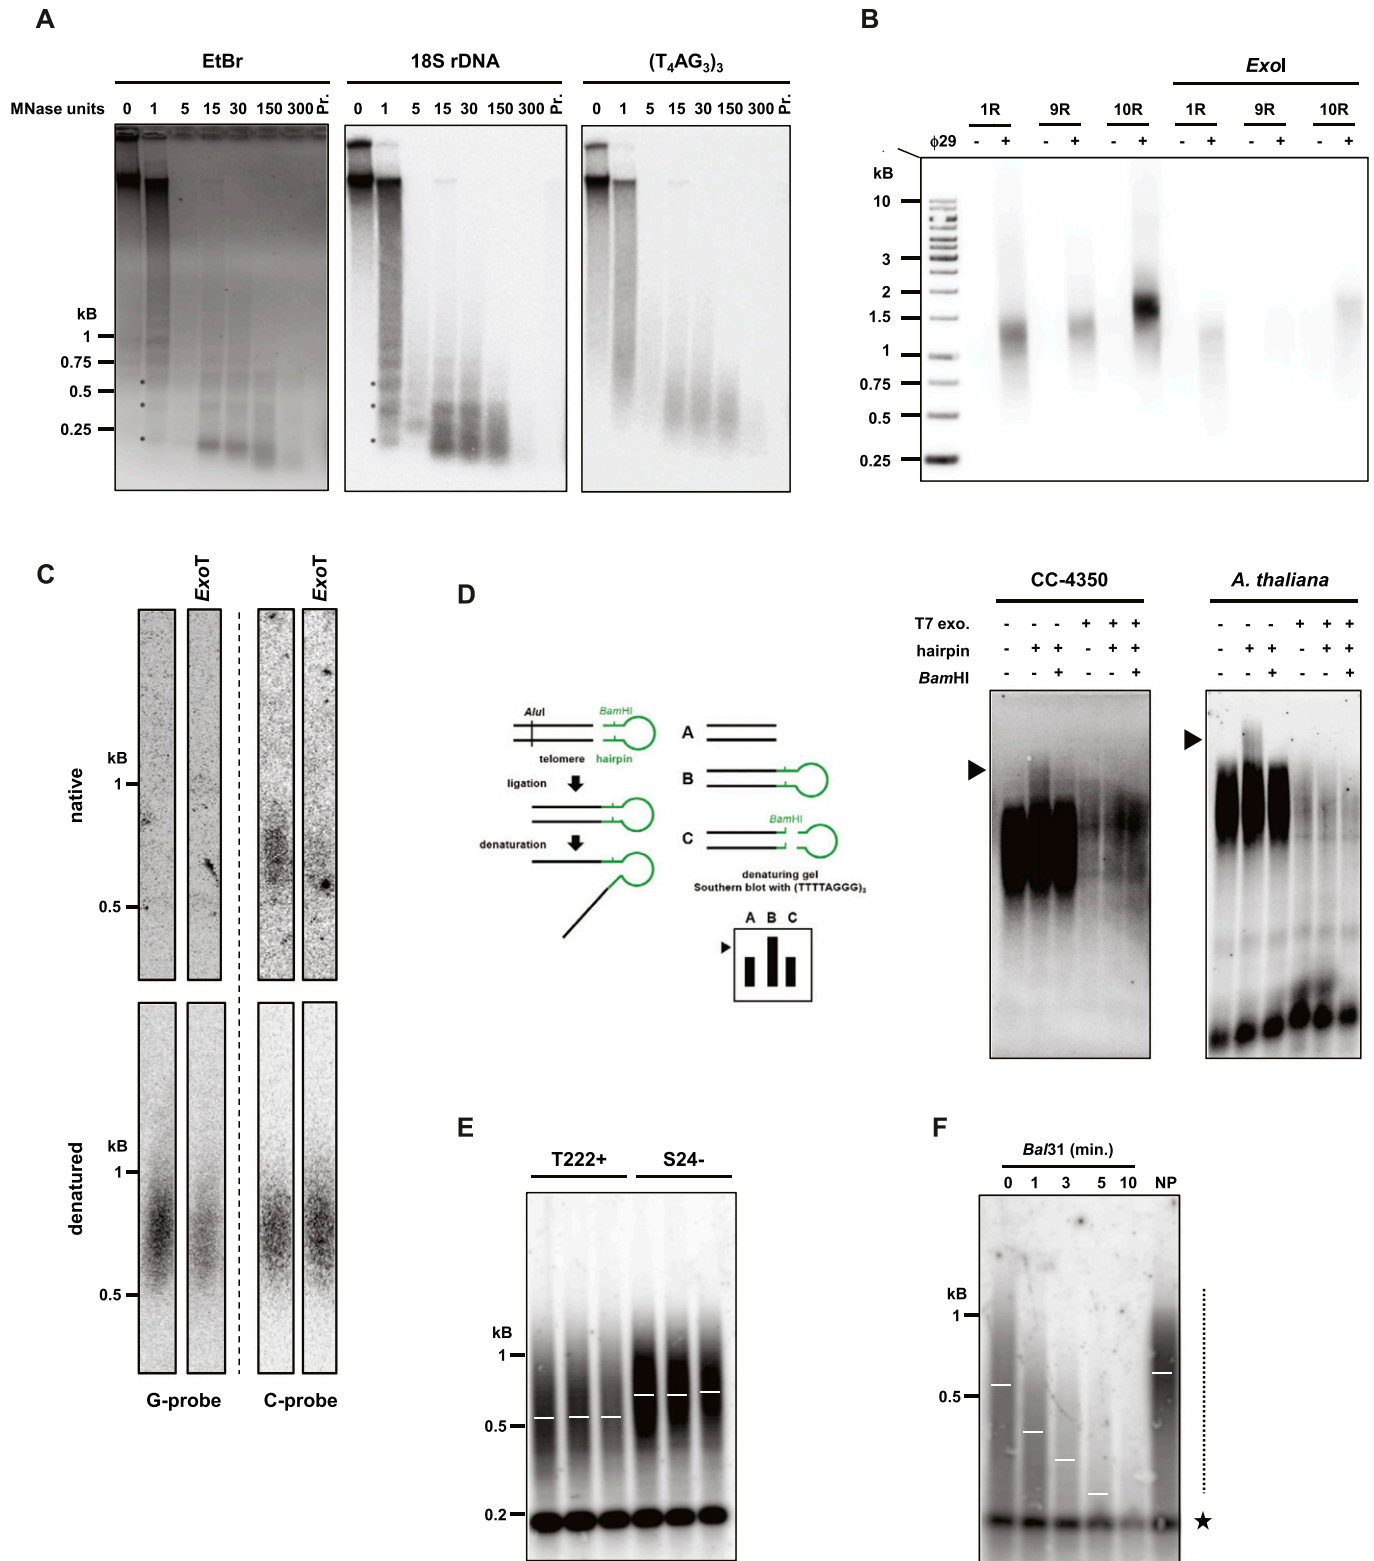 A
EtBr
18S rDNA
(T4AG3)3
MNase units
0 1 5 15 30 150 300 Pr.
0 1 5 15 30 150 300 Pr.
0 1 5 15 30 150 300 Pr.
kB
1
0.75
0.5
0.25
B
ExoI
1R 9R 10R 1R 9R 10R
ϕ29 - + - + - + - + - + - +
kB
10
3
2
1.5
1
0.75
0.5
0.25
C
ExoT
ExoT
native
kB
1
0.5
denatured
kB
1
0.5
G-probe
C-probe
D
AluI
BamHI
telomere
hairpin
ligation
denaturation
A
B
BamHI
C
denaturing gel
Southern blot with (TTTTAGGG)3
A B C
CC-4350
A. thaliana
T7 exo. - - - + + + - - - + + +
hairpin - + + - + + - + + - + +
BamHI - - + - - + - - + - - +
E
T222+
S24-
kB
1
0.5
0.2
F
Bal31 (min.)
0 1 3 5 10 NP
kB
1
0.5